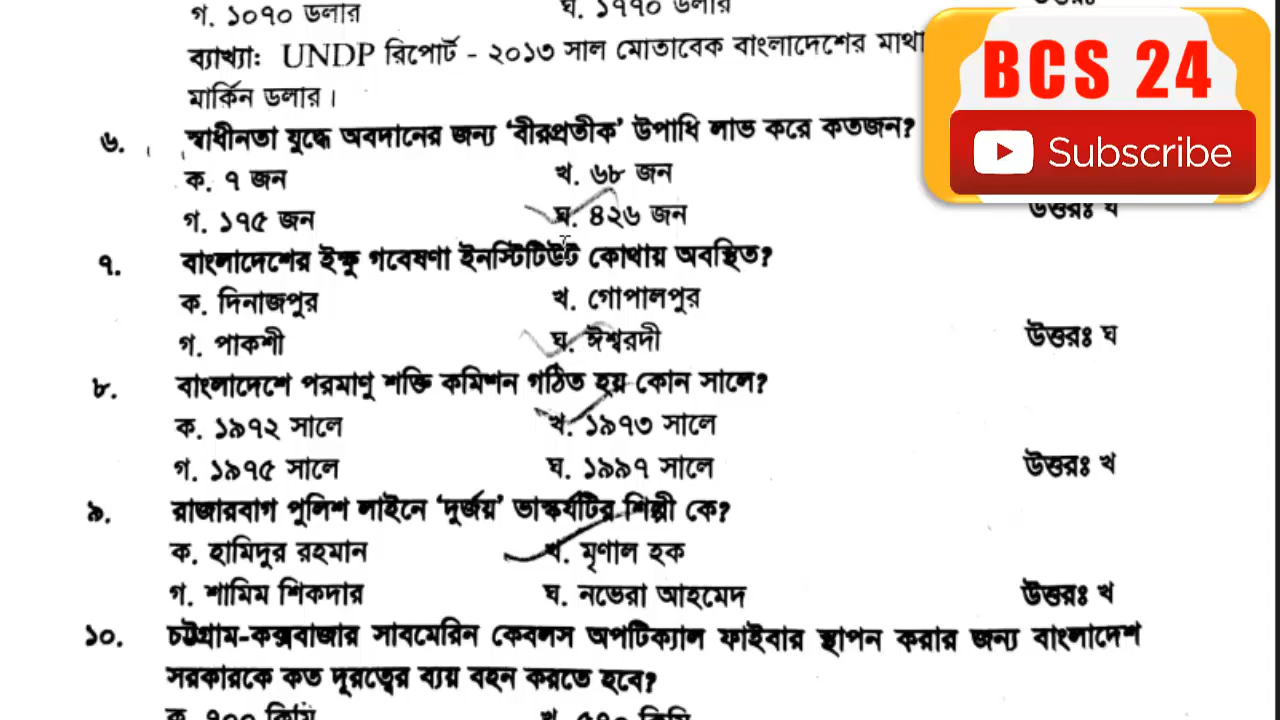 গ. ১০৭০ ডলার ঘ. ১৭৭০ ডলার
ব্যাখ্যা: UNDP রিপোর্ট - ২০১৩ সাল মোতাবেক বাংলাদেশের মাথা
মার্কিন ডলার।
BCS 24
Subscribe
৬. স্বাধীনতা যুদ্ধে অবদানের জন্য ‘বীরপ্রতীক’ উপাধি লাভ করে কতজন?
ক. ৭ জন খ. ৬৮ জন
গ. ১৭৫ জন ঘ. ৪২৬ জন উত্তরঃ ঘ
৭. বাংলাদেশের ইক্ষু গবেষণা ইনস্টিটিউট কোথায় অবস্থিত?
ক. দিনাজপুর খ. গোপালপুর
গ. পাকশী ঘ. ঈশ্বরদী উত্তরঃ ঘ
৮. বাংলাদেশে পরমাণু শক্তি কমিশন গঠিত হয় কোন সালে?
ক. ১৯৭২ সালে খ. ১৯৭৩ সালে
গ. ১৯৭৫ সালে ঘ. ১৯৯৭ সালে উত্তরঃ খ
৯. রাজারবাগ পুলিশ লাইনে ‘দুর্জয়’ ভাস্কর্যটির শিল্পী কে?
ক. হামিদুর রহমান খ. মৃণাল হক
গ. শামিম শিকদার ঘ. নভেরা আহমেদ উত্তরঃ খ
১০. চট্টগ্রাম-কক্সবাজার সাবমেরিন কেবলস অপটিক্যাল ফাইবার স্থাপন করার জন্য বাংলাদেশ
সরকারকে কত দূরত্বের ব্যয় বহন করতে হবে?
ক. ৭০০ কিমি খ. ৫৭০ কিমি